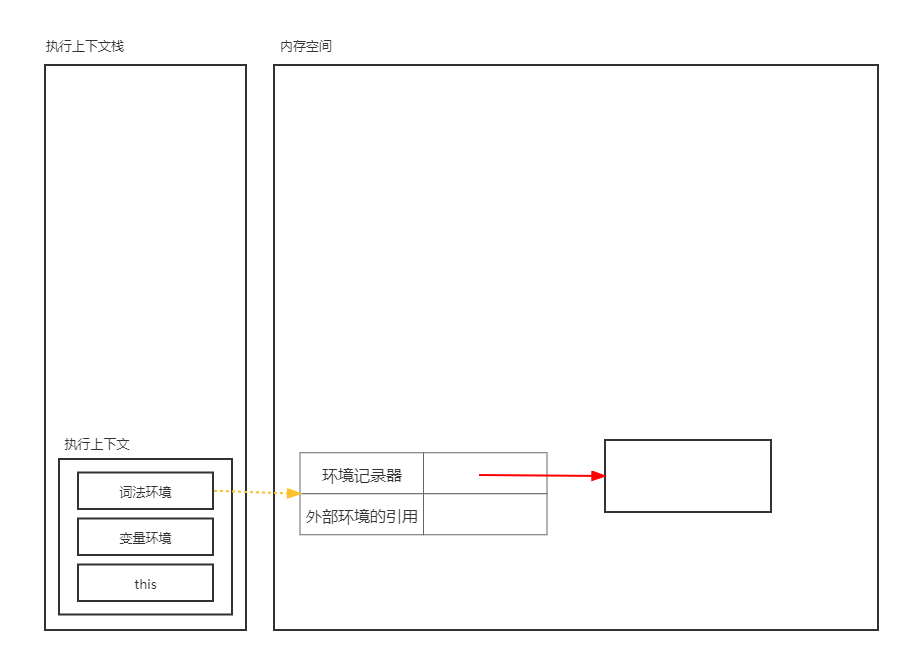 执行上下文栈
内存空间
执行上下文
词法环境
变量环境
this
环境记录器
外部环境的引用